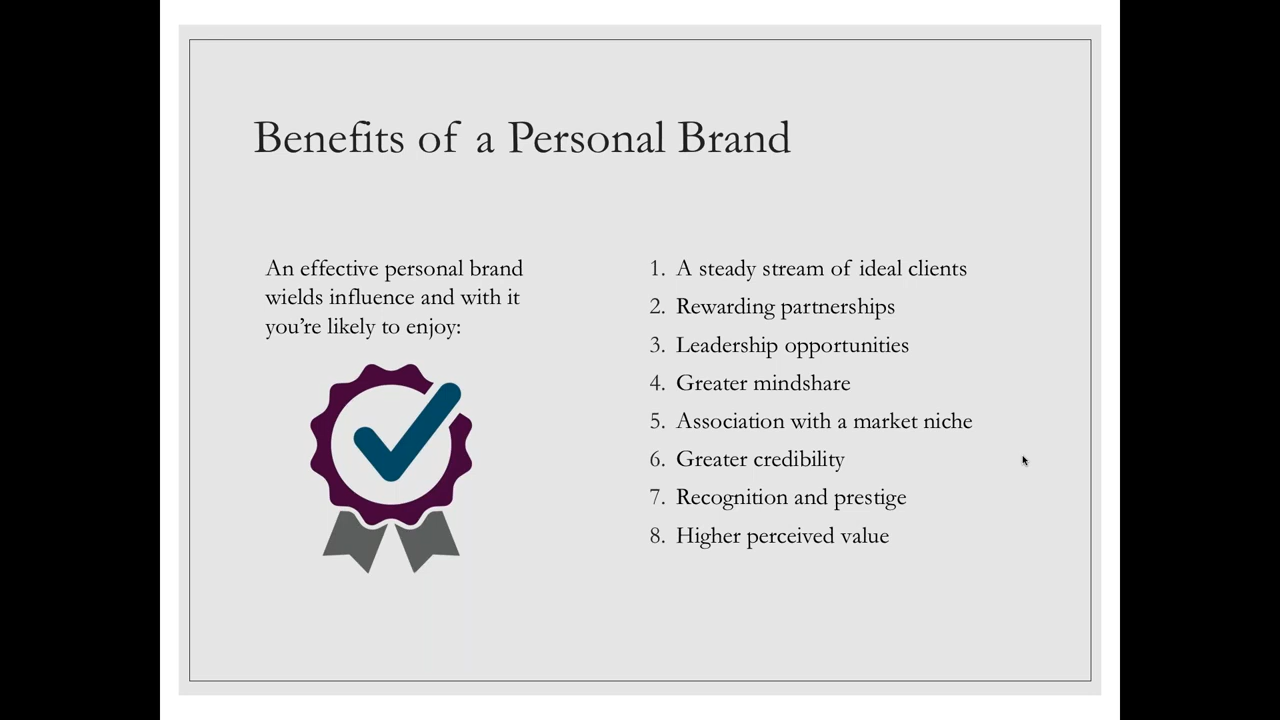 Benefits of a Personal Brand
An effective personal brand
wields influence and with it
you're likely to enjoy:
1. A steady stream of ideal clients
2. Rewarding partnerships
3. Leadership opportunities
4. Greater mindshare
5. Association with a market niche
6. Greater credibility
7. Recognition and prestige
8. Higher perceived value